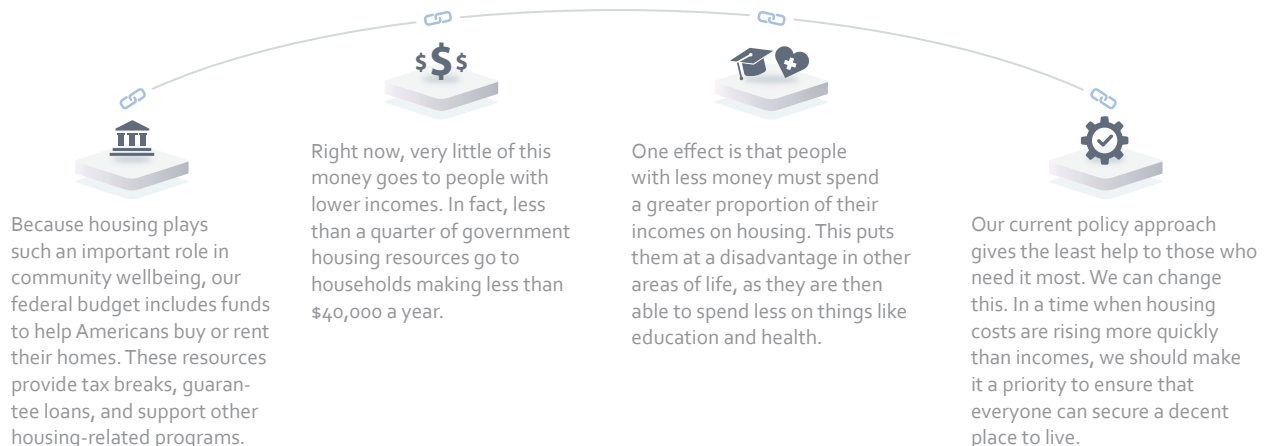 Because housing plays
such an important role in
community wellbeing, our
federal budget includes funds
to help Americans buy or rent
their homes. These resources
provide tax breaks, guaran-
tee loans, and support other
housing-related programs.
Right now, very little of this
money goes to people with
lower incomes. In fact, less
than a quarter of government
housing resources go to
households making less than
$40,000 a year.
One effect is that people
with less money must spend
a greater proportion of their
incomes on housing. This puts
them at a disadvantage in other
areas of life, as they are then
able to spend less on things like
education and health.
Our current policy approach
gives the least help to those who
need it most. We can change
this. In a time when housing
costs are rising more quickly
than incomes, we should make
it a priority to ensure that
everyone can secure a decent
place to live.